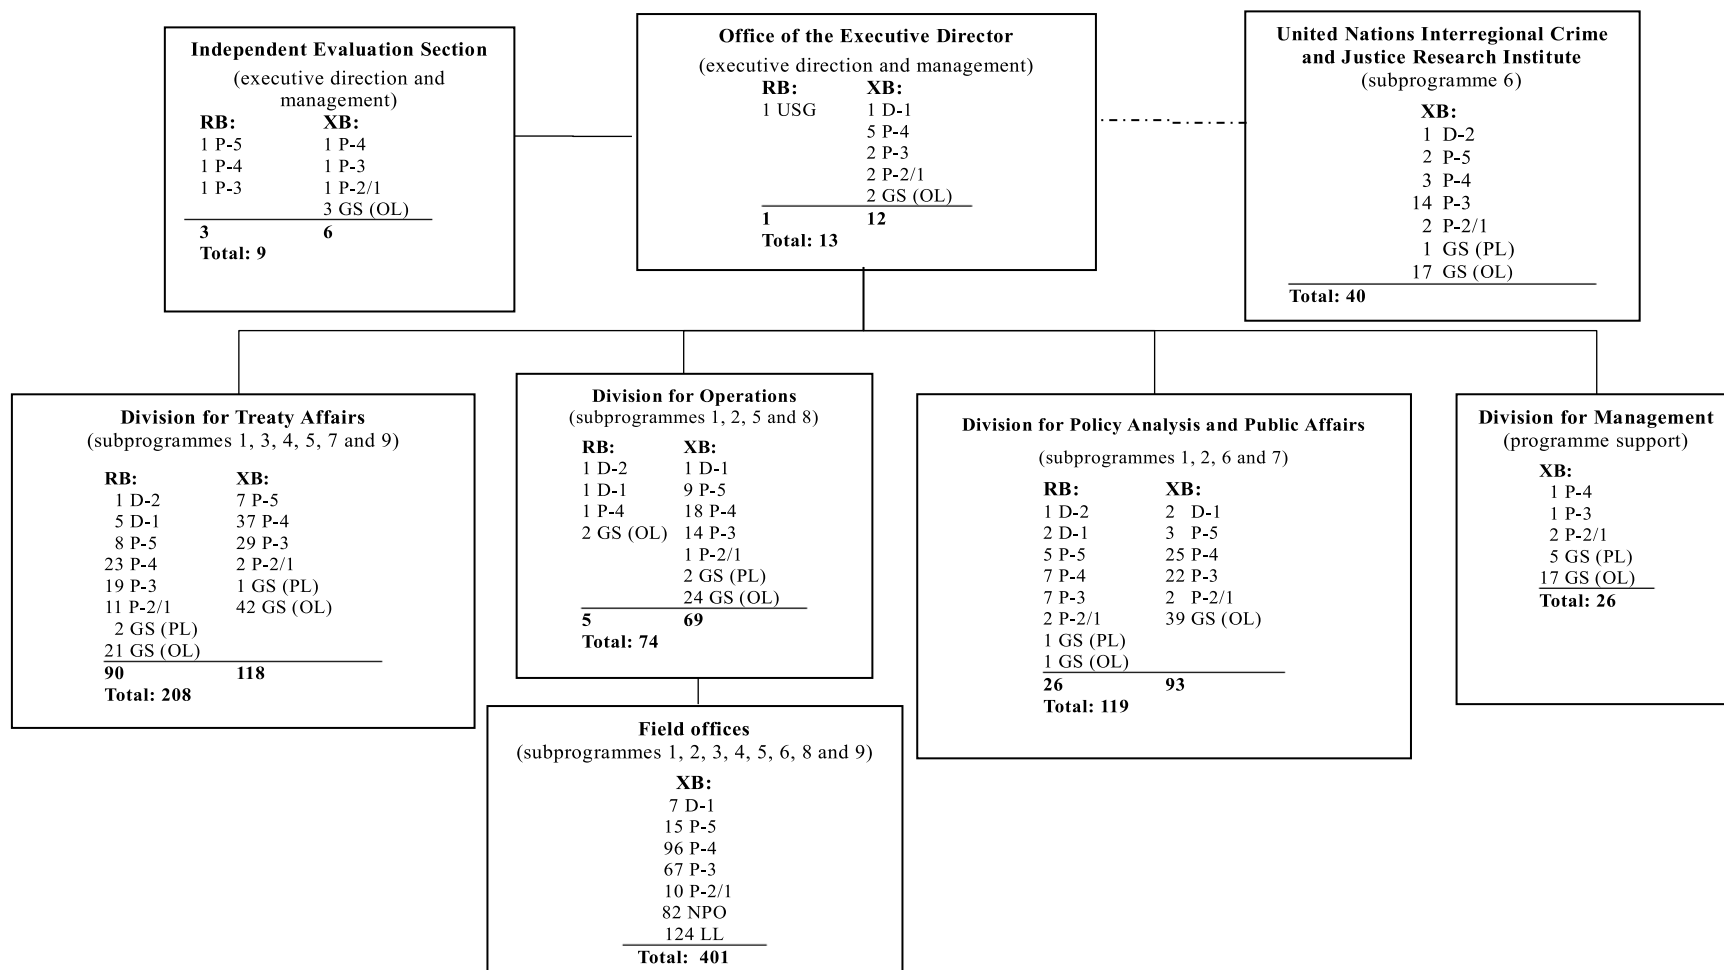 Independent Evaluation Section
(executive direction and
management)
RB: XB:
1 P-5 1 P-4
1 P-4 1 P-3
1 P-3 1 P-2/1
3 GS (OL)
3 6
Total: 9
Office of the Executive Director
(executive direction and management)
RB: XB:
1 USG 1 D-1
5 P-4
2 P-3
2 P-2/1
2 GS (OL)
1 12
Total: 13
United Nations Interregional Crime
and Justice Research Institute
(subprogramme 6)
XB:
1 D-2
2 P-5
3 P-4
14 P-3
2 P-2/1
1 GS (PL)
17 GS (OL)
Total: 40
Division for Treaty Affairs
(subprogrammes 1, 3, 4, 5, 7 and 9)
RB: XB:
1 D-2 7 P-5
5 D-1 37 P-4
8 P-5 29 P-3
23 P-4 2 P-2/1
19 P-3 1 GS (PL)
11 P-2/1 42 GS (OL)
2 GS (PL)
21 GS (OL)
90 118
Total: 208
Division for Operations
(subprogrammes 1, 2, 5 and 8)
RB: XB:
1 D-2 1 D-1
1 D-1 9 P-5
1 P-4 18 P-4
2 GS (OL) 14 P-3
1 P-2/1
2 GS (PL)
24 GS (OL)
5 69
Total: 74
Division for Policy Analysis and Public Affairs
(subprogrammes 1, 2, 6 and 7)
RB: XB:
1 D-2 2 D-1
2 D-1 3 P-5
5 P-5 25 P-4
7 P-4 22 P-3
7 P-3 2 P-2/1
2 P-2/1 39 GS (OL)
1 GS (PL)
1 GS (OL)
26 93
Total: 119
Division for Management
(programme support)
XB:
1 P-4
1 P-3
2 P-2/1
5 GS (PL)
17 GS (OL)
Total: 26
Field offices
(subprogrammes 1, 2, 3, 4, 5, 6, 8 and 9)
XB:
7 D-1
15 P-5
96 P-4
67 P-3
10 P-2/1
82 NPO
124 LL
Total: 401